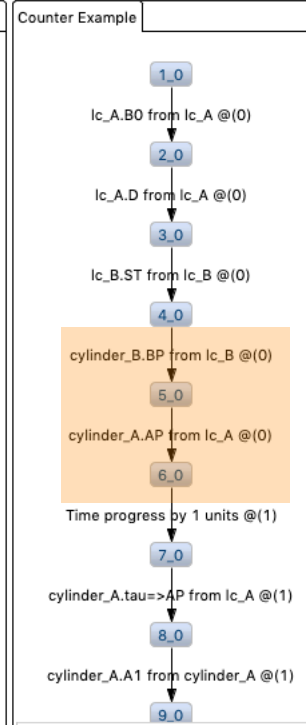 Counter Example
1_0
lc_A.B0 from lc_A @(0)
2_0
lc_A.D from lc_A @(0)
3_0
lc_B.ST from lc_B @(0)
4_0
cylinder_B.BP from lc_B @(0)
5_0
cylinder_A.AP from lc_A @(0)
6_0
Time progress by 1 units @(1)
7_0
cylinder_A.tau=>AP from lc_A @(1)
8_0
cylinder_A.A1 from cylinder_A @(1)
9_0